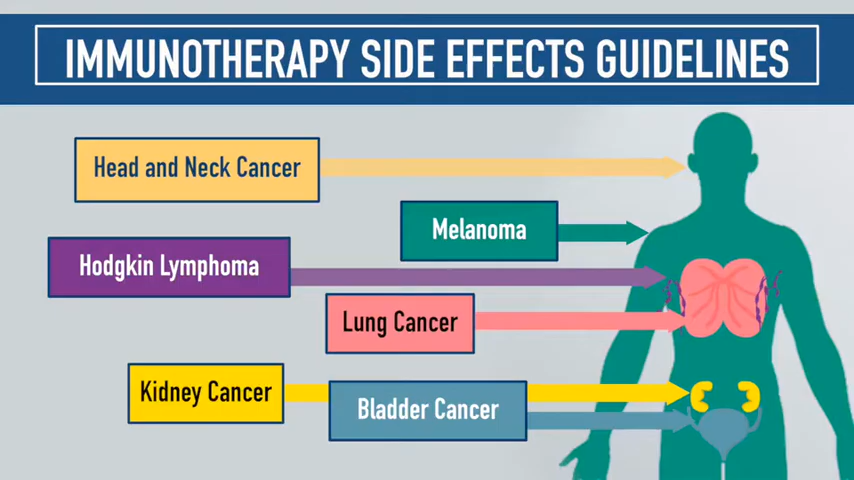 IMMUNOTHERAPY SIDE EFFECTS GUIDELINES
Head and Neck Cancer
Melanoma
Hodgkin Lymphoma
Lung Cancer
Kidney Cancer
Bladder Cancer